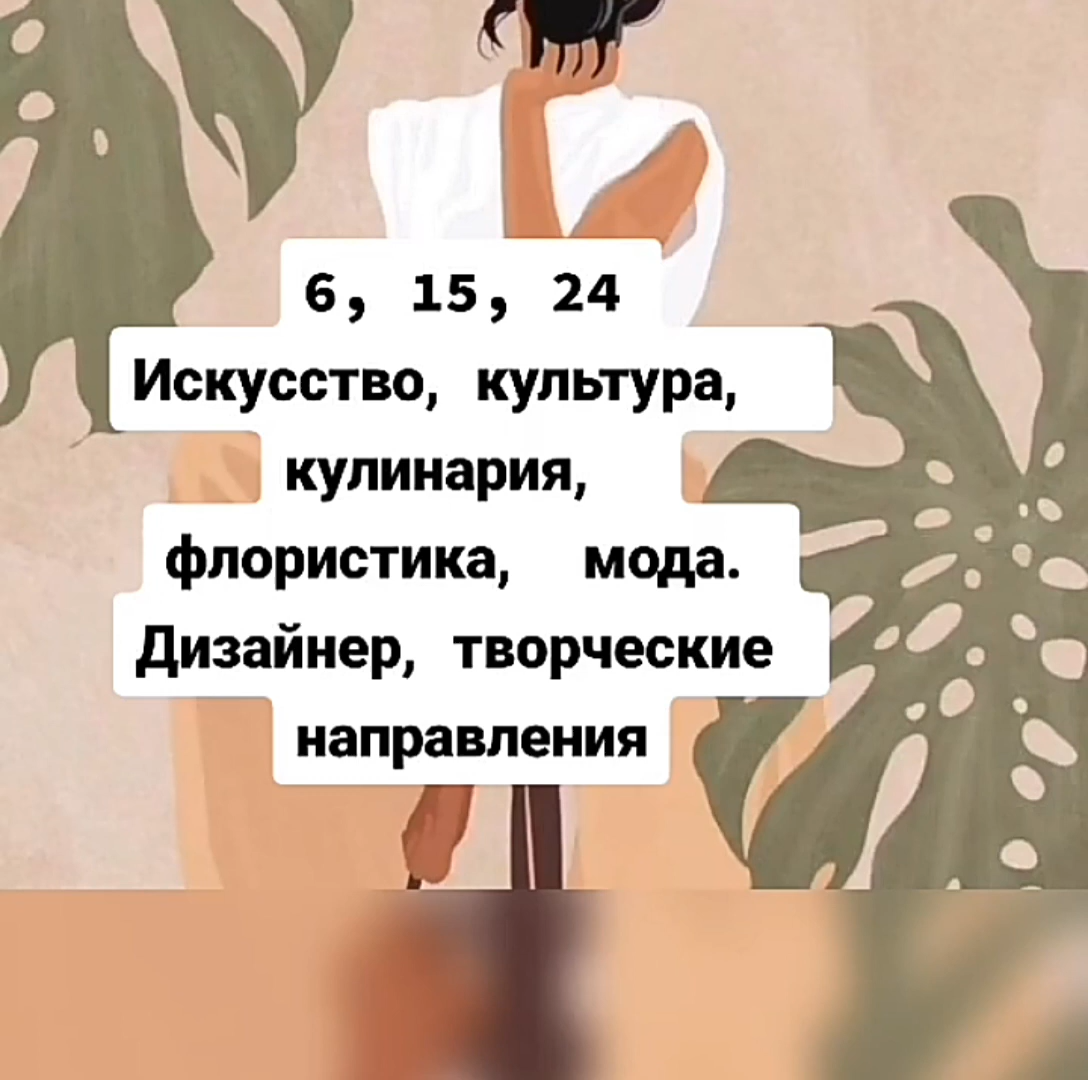 6, 15, 24
Искусство, культура,
кулинария,
флористика, мода.
Дизайнер, творческие
направления